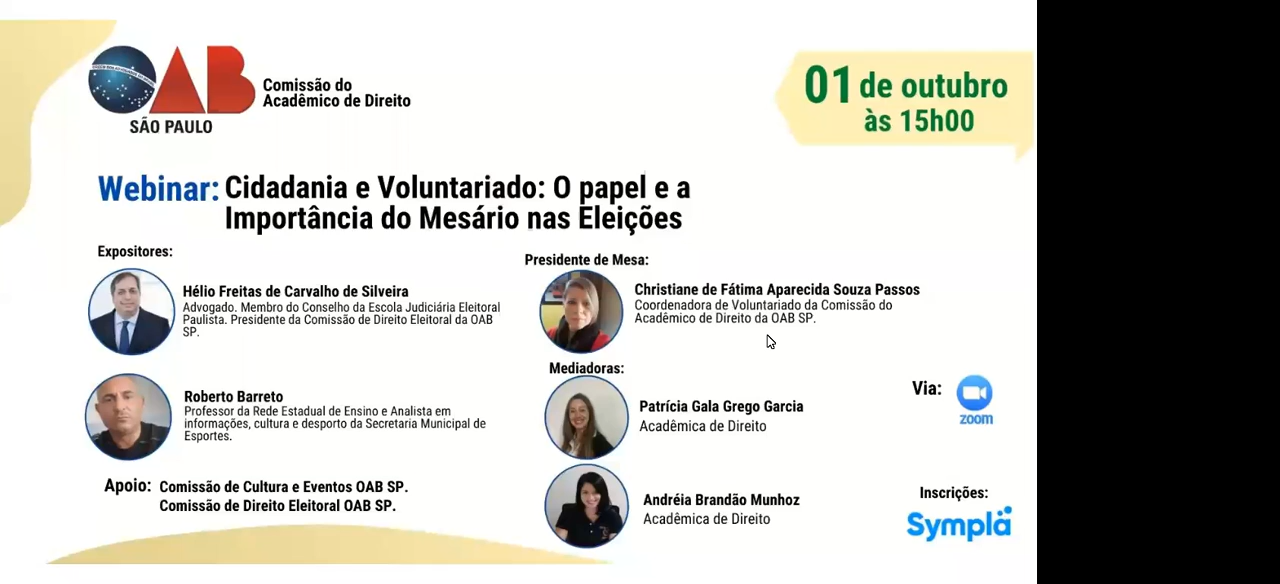 OAB
SÃO PAULO
Comissão do
Acadêmico de Direito
01 de outubro
às 15h00
Webinar: Cidadania e Voluntariado: O papel e a
Importância do Mesário nas Eleições
Expositores:
Hélio Freitas de Carvalho de Silveira
Advogado. Membro do Conselho da Escola Judiciária Eleitoral
Paulista. Presidente da Comissão de Direito Eleitoral da OAB
SP.
Roberto Barreto
Professor da Rede Estadual de Ensino e Analista em
informações, cultura e desporto da Secretaria Municipal de
Esportes.
Apoio: Comissão de Cultura e Eventos OAB SP.
Comissão de Direito Eleitoral OAB SP.
Presidente de Mesa:
Christiane de Fátima Aparecida Souza Passos
Coordenadora de Voluntariado da Comissão do
Acadêmico de Direito da OAB SP.
Mediadoras:
Patrícia Gala Grego Garcia
Acadêmica de Direito
Andréia Brandão Munhoz
Acadêmica de Direito
Via:
zoom
Inscrições:
Sympla